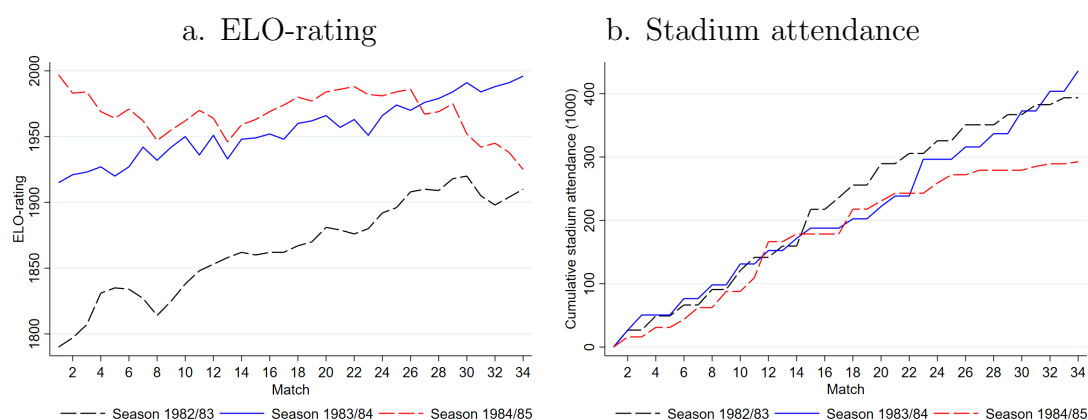 a. ELO-rating
b. Stadium attendance
ELO-rating
2000
1950
1900
1850
1800
2 4 6 8 10 12 14 16 18 20 22 24 26 28 30 32 34
Match
Season 1982/83 Season 1983/84 Season 1984/85
Cumulative stadium attendance (1000)
400
300
200
100
0
2 4 6 8 10 12 14 16 18 20 22 24 26 28 30 32 34
Match
Season 1982/83 Season 1983/84 Season 1984/85